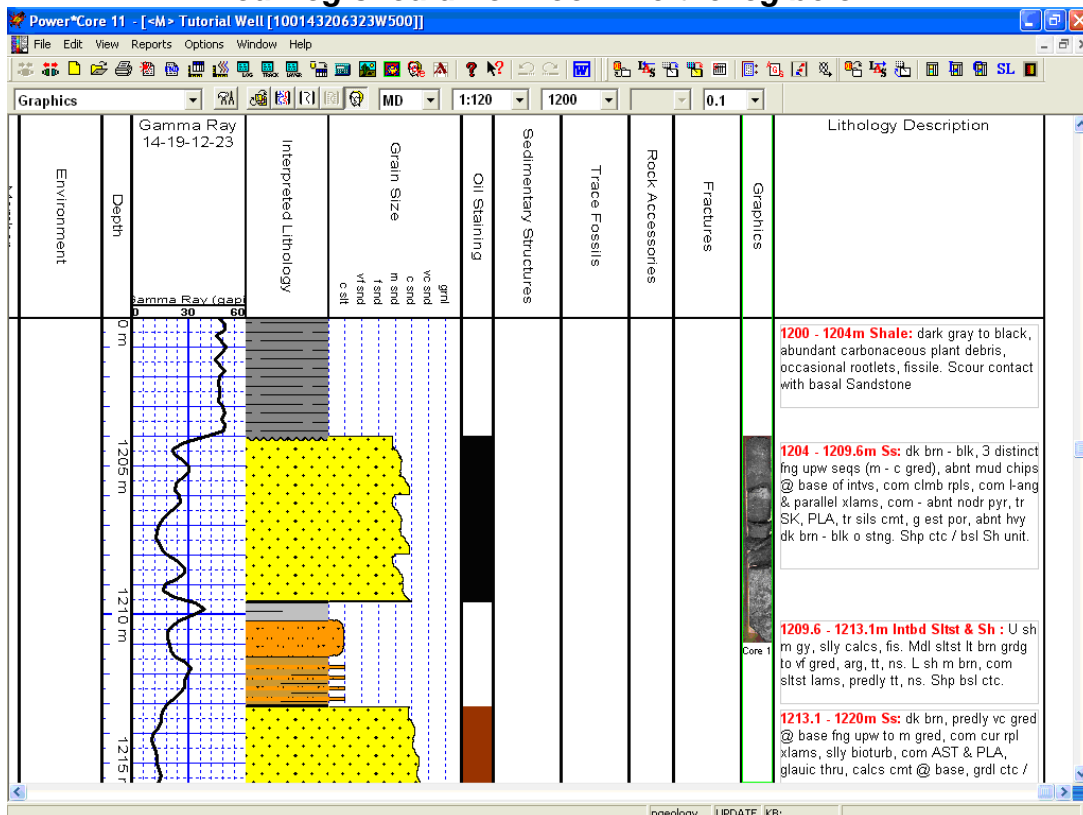 Power*Core 11 - [<M> Tutorial Well [100143206323W500]]
File Edit View Reports Options Window Help
Graphics MD 1:120 1200 0.1
SL
Environment
Depth
Gamma Ray
14-19-12-23
Gamma Ray (gapi
0 30 60
Interpreted Lithology
Grain Size
c slt
vf snd
f snd
m snd
c snd
vc snd
grnl
Oil Staining
Sedimentary Structures
Trace Fossils
Rock Accessories
Fractures
Graphics
Lithology Description
0 m
1205 m
1210 m
1215 m
Core 1
1200 - 1204m Shale: dark gray to black,
abundant carbonaceous plant debris,
occasional rootlets, fissile. Scour contact
with basal Sandstone
1204 - 1209.6m Ss: dk brn - blk, 3 distinct
fng upw seqs (m - c gred), abnt mud chips
@ base of intvs, com clmb rpls, com l-ang
& parallel xlams, com - abnt nodr pyr, tr
SK, PLA, tr sils cmt, g est por, abnt hvy
dk brn - blk o stng. Shp ctc / bsl Sh unit.
1209.6 - 1213.1m Intbd Sltst & Sh : U sh
m gy, slly calcs, fis. Mdl sltst lt brn grdg
to vf gred, arg, tt, ns. L sh m brn, com
sltst lams, predly tt, ns. Shp bsl ctc.
1213.1 - 1220m Ss: dk brn, predly vc gred
@ base fng upw to m gred, com cur rpl
xlams, slly bioturb, com AST & PLA,
glauic thru, calcs cmt @ base, grdl ctc /
UPDATE KB: